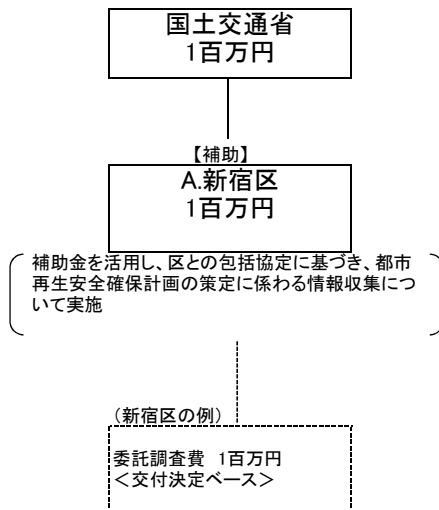 国土交通省
1百万円
【補助】
A.新宿区
1百万円
補助金を活用し、区との包括協定に基づき、都市
再生安全確保計画の策定に係わる情報収集につ
いて実施
(新宿区の例)
委託調査費 1百万円
＜交付決定ベース＞